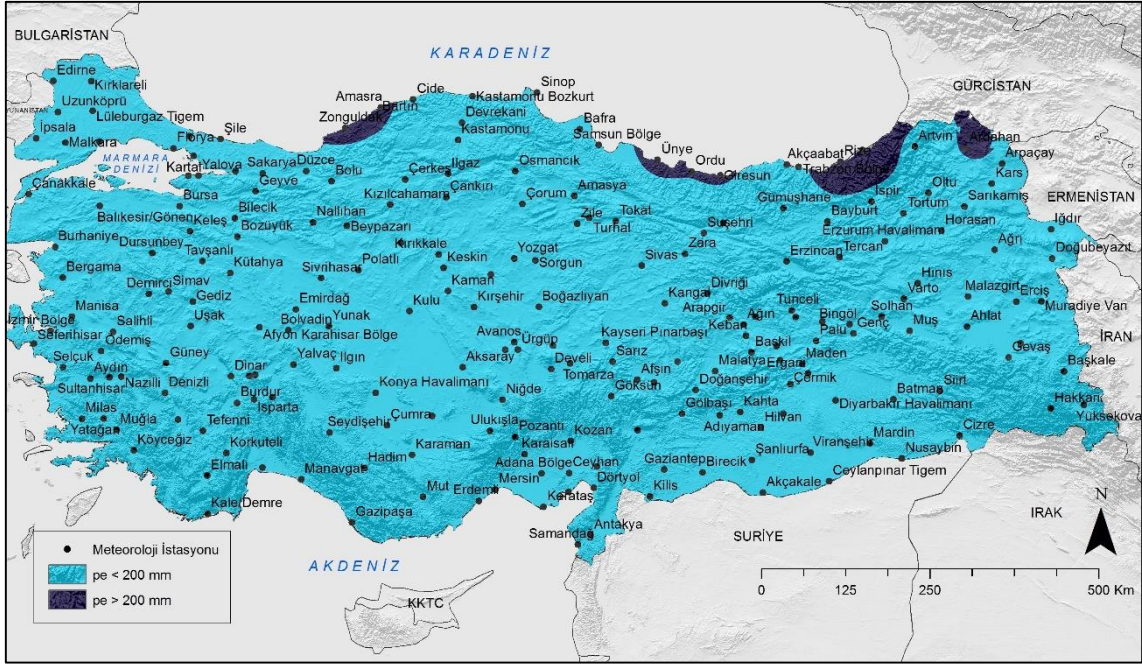 BULGARİSTAN
KARADENİZ
GÜRCİSTAN
YUNANİSTAN
ERMENİSTAN
MARMARA
DENİZİ
İRAN
IRAK
SURİYE
AKDENİZ
KKTC
Edirne
Kırklareli
Uzunköprü
Lüleburgaz Tigem
İpsala
Malkara
Florya
Şile
Kartal
Yalova
Sakarya
Düzce
Zonguldak
Amasra
Bartın
Cide
Kastamonu Bozkurt
Sinop
Devrekani
Kastamonu
Bafra
Samsun Bölge
Ünye
Ordu
Giresun
Akçaabat
Trabzon Bölge
Rize
Artvin
Ardahan
Arpaçay
Çanakkale
Bursa
Geyve
Bolu
Çerkeş
Ilgaz
Osmancık
Kızılcahamam
Çankırı
Çorum
Amasya
Gumuşhane
İspir
Oltu
Kars
Sarıkamış
Balıkesir/Gönen
Keleş
Bilecik
Bozüyük
Nallıhan
Beypazarı
Zile
Turhal
Tokat
Suşehri
Bayburt
Tortum
Horasan
Iğdır
Burhaniye
Dursunbey
Tavşanlı
Kırıkkale
Yozgat
Sorgun
Sivas
Zara
Erzincan
Erzurum Havalimanı
Tercan
Ağrı
Doğubeyazıt
Bergama
Demirci
Simav
Kütahya
Sivrihasar
Polatlı
Keskin
Kaman
Divriği
Kangal
Hınıs
Varto
Malazgirt
Erciş
Muradiye Van
Manisa
Gediz
Emirdağ
Kulu
Kırşehir
Boğazlıyan
Arapgir
Ağın
Tunceli
Bingöl
Solhan
İzmir Bölge
Salihli
Uşak
Bolvadin
Yunak
Afyon Karahisar Bölge
Avanos
Ürgüp
Kayseri Pınarbaşı
Keban
Palu
Genç
Muş
Ahlat
Seferihisar
Ödemiş
Güney
Yalvaç
Ilgın
Aksaray
Develi
Tomarza
Sarız
Baskil
Malatya
Ergani
Maden
Gevaş
Selçuk
Aydın
Sultanhisar
Nazilli
Denizli
Dinar
Konya Havalimanı
Niğde
Göksun
Afşin
Doğanşehir
Çermik
Batman
Siirt
Başkale
Milas
Muğla
Yatağan
Tefenni
Burdur
Isparta
Seydişehir
Çumra
Ulukışla
Pozantı
Gölbaşı
Kahta
Adıyaman
Hilvan
Diyarbakır Havalimanı
Hakkari
Yüksekova
Köyceğiz
Korkuteli
Karaman
Karaisalı
Kozan
Şanlıurfa
Viranşehir
Mardin
Cizre
Nusaybin
Elmalı
Manavgat
Hadim
Adana Bölge
Ceyhan
Gaziantep
Birecik
Ceylanpınar Tigem
Kale Demre
Gazipaşa
Mut
Erdemli
Mersin
Karataş
Dörtyol
Kilis
Akçakale
Samandağ
Antakya
N
Meteoroloji İstasyonu
pe < 200 mm
pe > 200 mm
0 125 250 500 Km